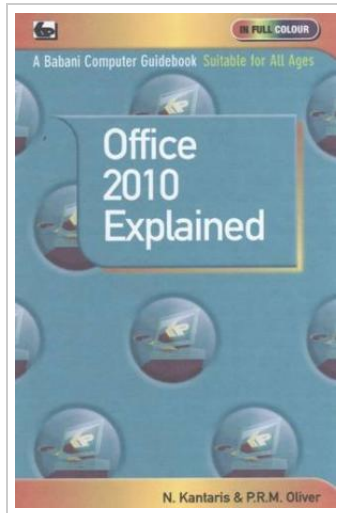 IN FULL COLOUR
A Babani Computer Guidebook Suitable for All Ages
Office
2010
Explained
N. Kantaris & P.R.M. Oliver